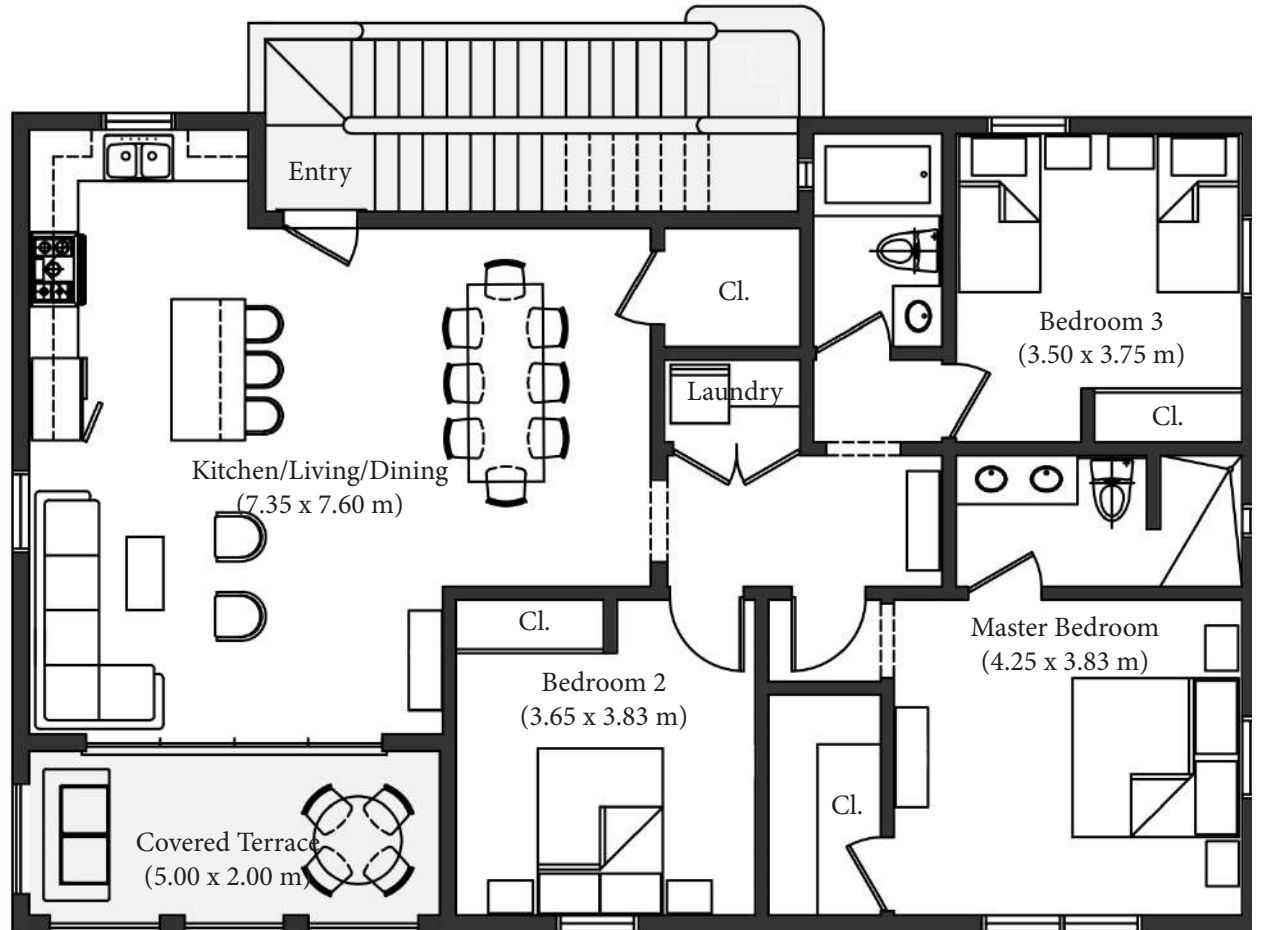 Entry
Cl.
Bedroom 3
(3.50 x 3.75 m)
Laundry
Cl.
Kitchen/Living/Dining
(7.35 x 7.60 m)
Cl.
Master Bedroom
(4.25 x 3.83 m)
Bedroom 2
(3.65 x 3.83 m)
Cl.
Covered Terrace
(5.00 x 2.00 m)